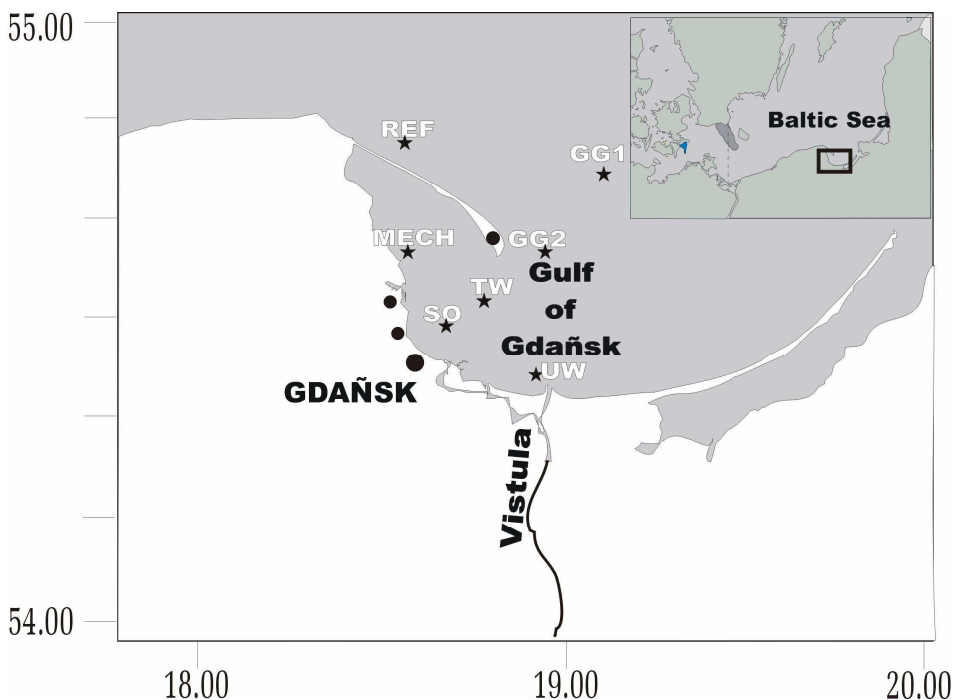 55.00
REF
GG1
Baltic Sea
MECH
GG2
Gulf
TW
of
SO
Gdañsk
UW
GDAÑSK
Vistula
54.00
18.00
19.00
20.00